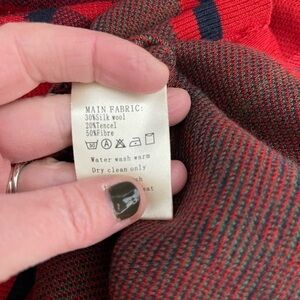 MAIN FABRIC:
30%Silk wool
20%Tencel
50%Fibre
Water wash warm
Dry clean only